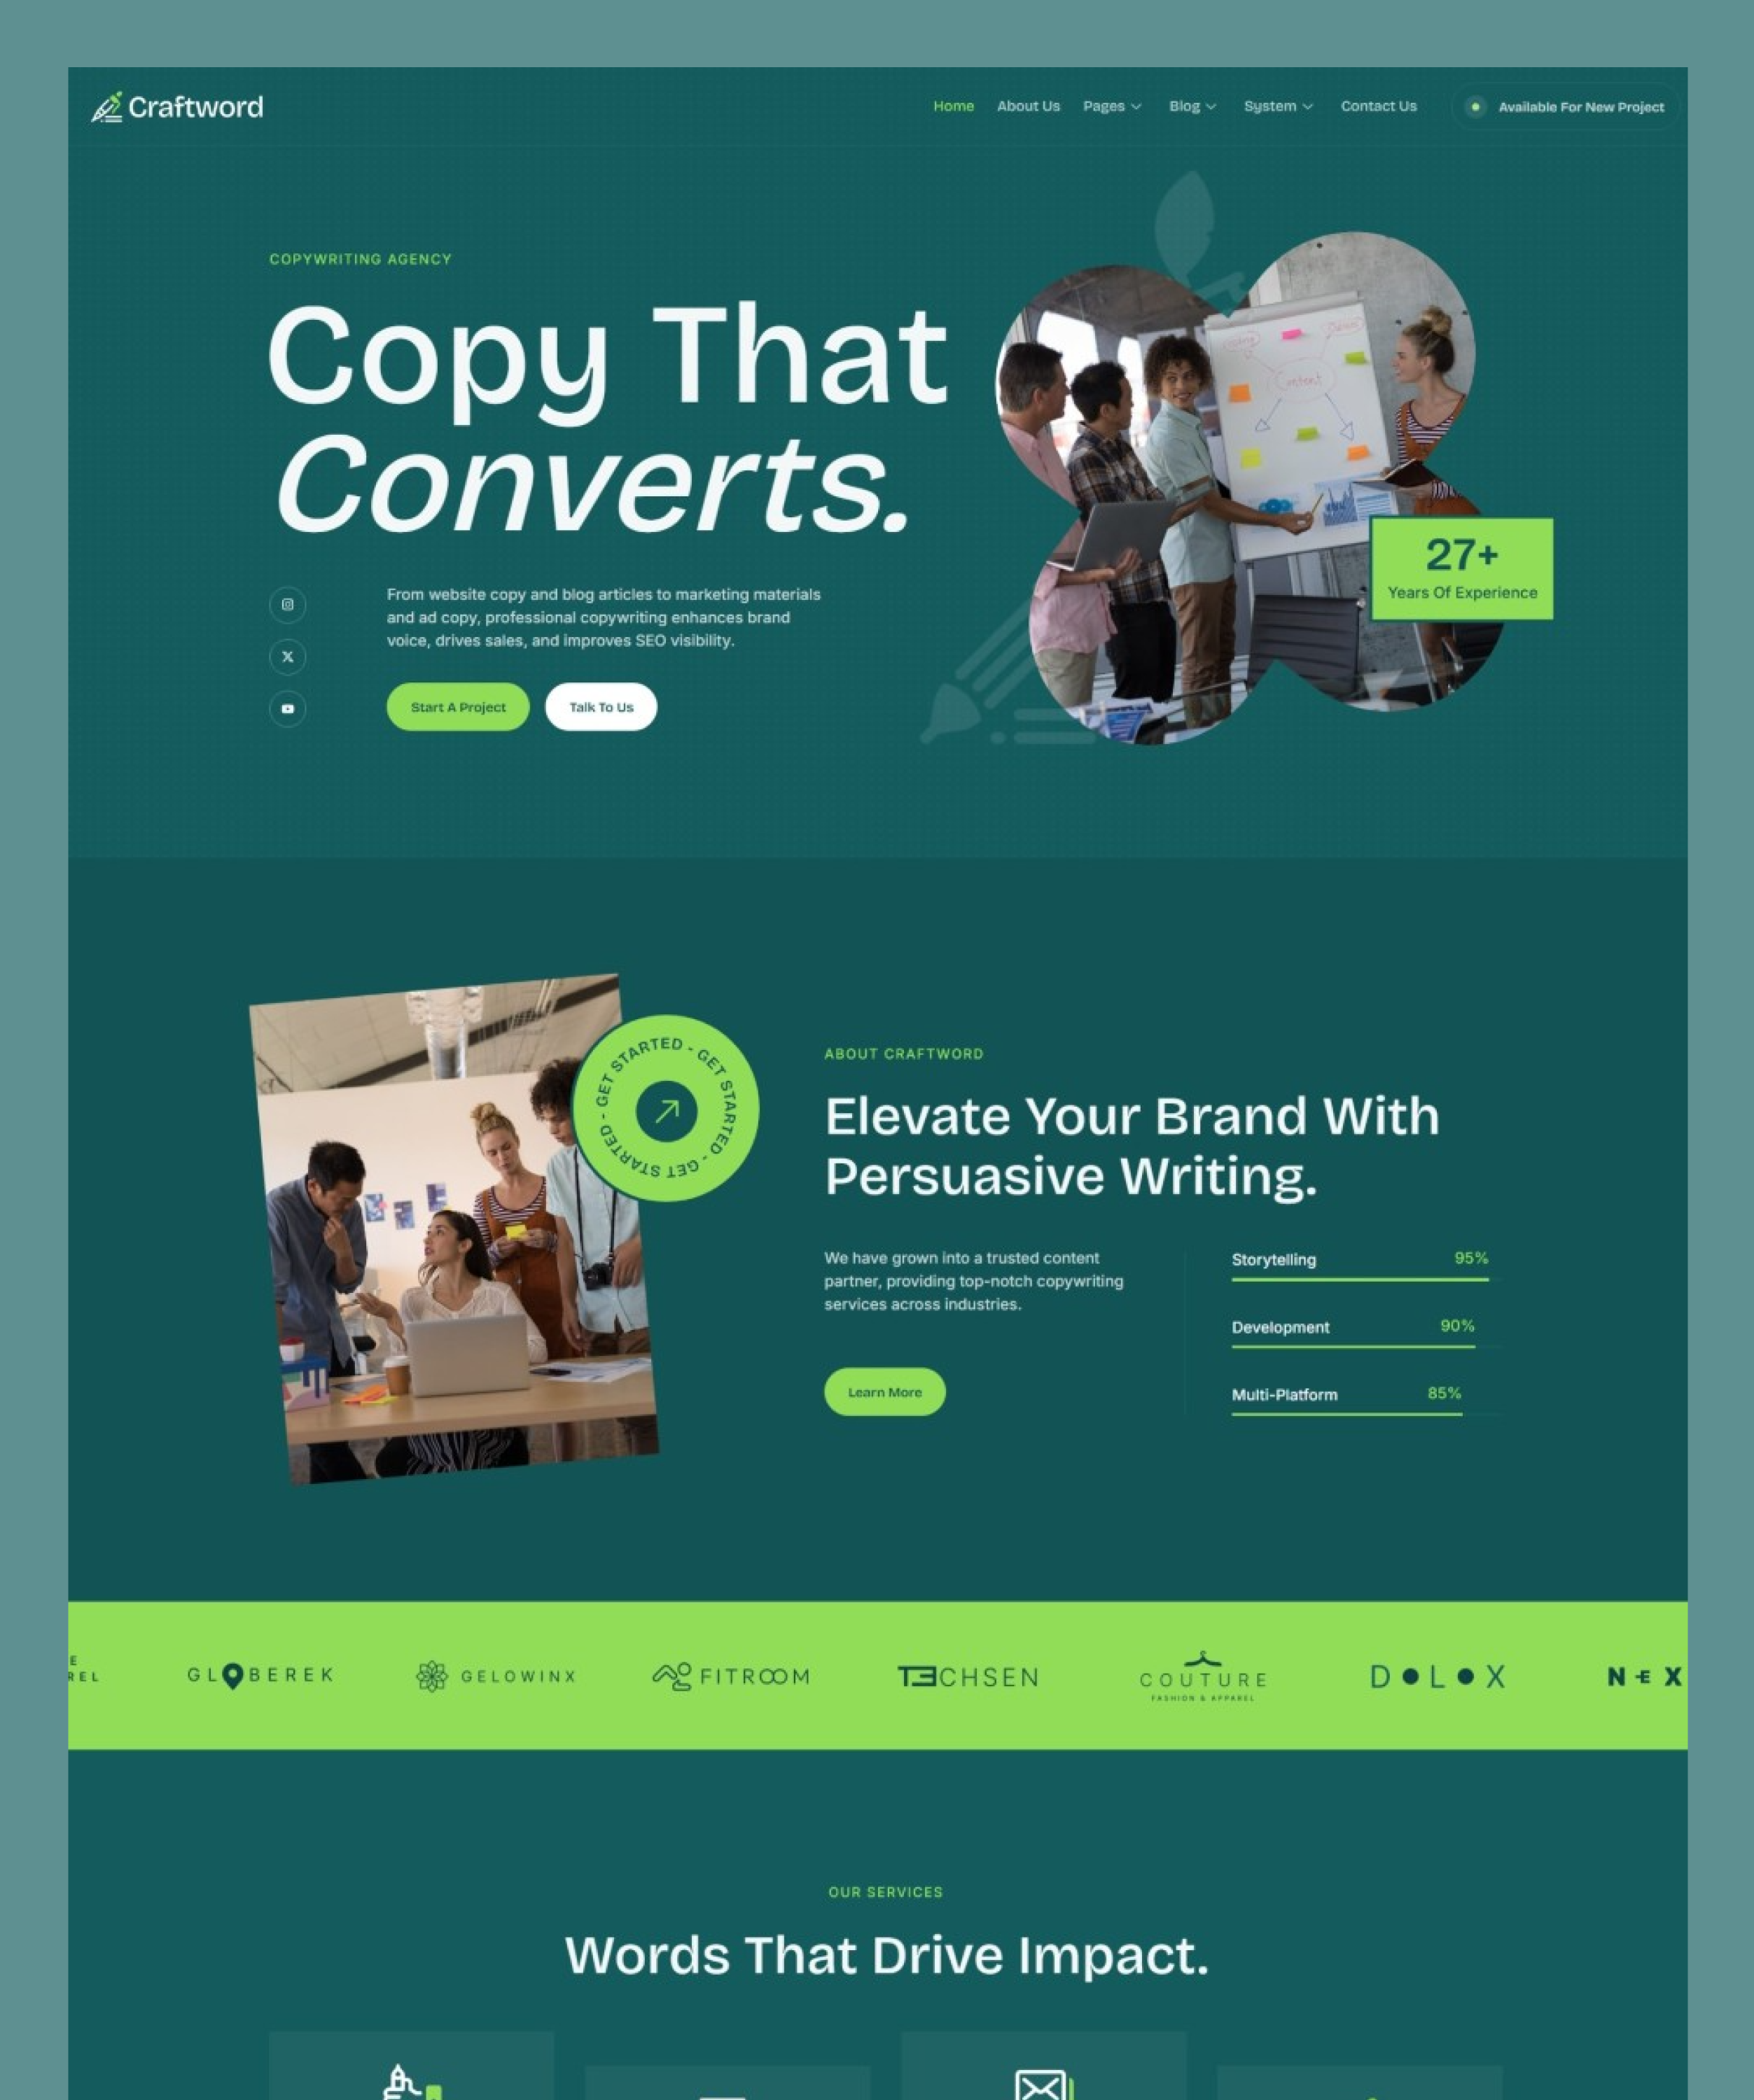 Craftword
Home About Us Pages Blog System Contact Us Available For New Project
COPYWRITING AGENCY
Copy That
Converts.
From website copy and blog articles to marketing materials
and ad copy, professional copywriting enhances brand
voice, drives sales, and improves SEO visibility.
Start A Project Talk To Us
27+
Years Of Experience
GET STARTED - GET STARTED - GET STARTED -
ABOUT CRAFTWORD
Elevate Your Brand With
Persuasive Writing.
We have grown into a trusted content
partner, providing top-notch copywriting
services across industries.
Learn More
Storytelling 95%
Development 90%
Multi-Platform 85%
E
REL
GLOBEREK
GELOWINX
FITROOM
TECHSEN
COUTURE
FASHION & APPAREL
DOLOX
NEX
OUR SERVICES
Words That Drive Impact.